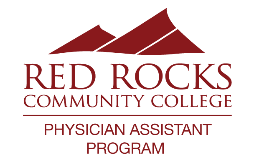 RED ROCKS
COMMUNITY COLLEGE
PHYSICIAN ASSISTANT
PROGRAM